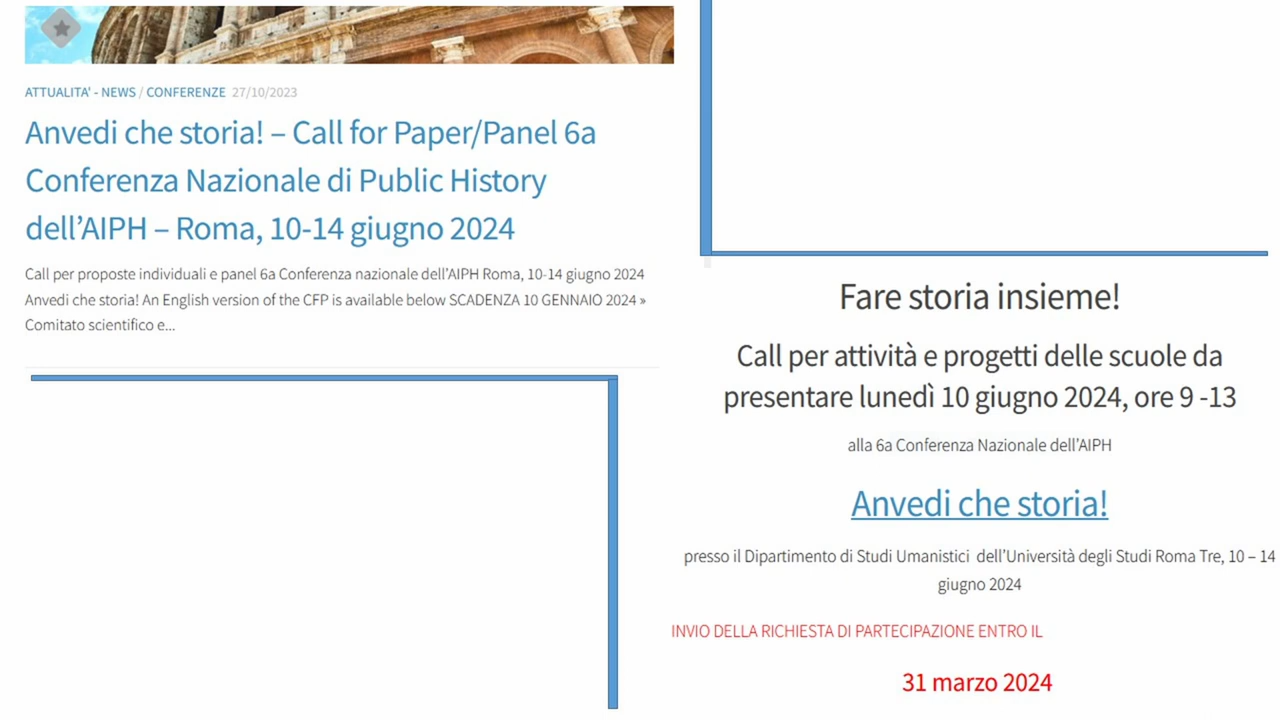 ATTUALITA' - NEWS / CONFERENZE 27/10/2023
Anvedi che storia! – Call for Paper/Panel 6a
Conferenza Nazionale di Public History
dell'AIPH – Roma, 10-14 giugno 2024
Call per proposte individuali e panel 6a Conferenza nazionale dell'AIPH Roma, 10-14 giugno 2024
Anvedi che storia! An English version of the CFP is available below SCADENZA 10 GENNAIO 2024 »
Comitato scientifico e...
Fare storia insieme!
Call per attività e progetti delle scuole da
presentare lunedì 10 giugno 2024, ore 9 -13
alla 6a Conferenza Nazionale dell'AIPH
Anvedi che storia!
presso il Dipartimento di Studi Umanistici dell'Università degli Studi Roma Tre, 10 – 14
giugno 2024
INVIO DELLA RICHIESTA DI PARTECIPAZIONE ENTRO IL
31 marzo 2024